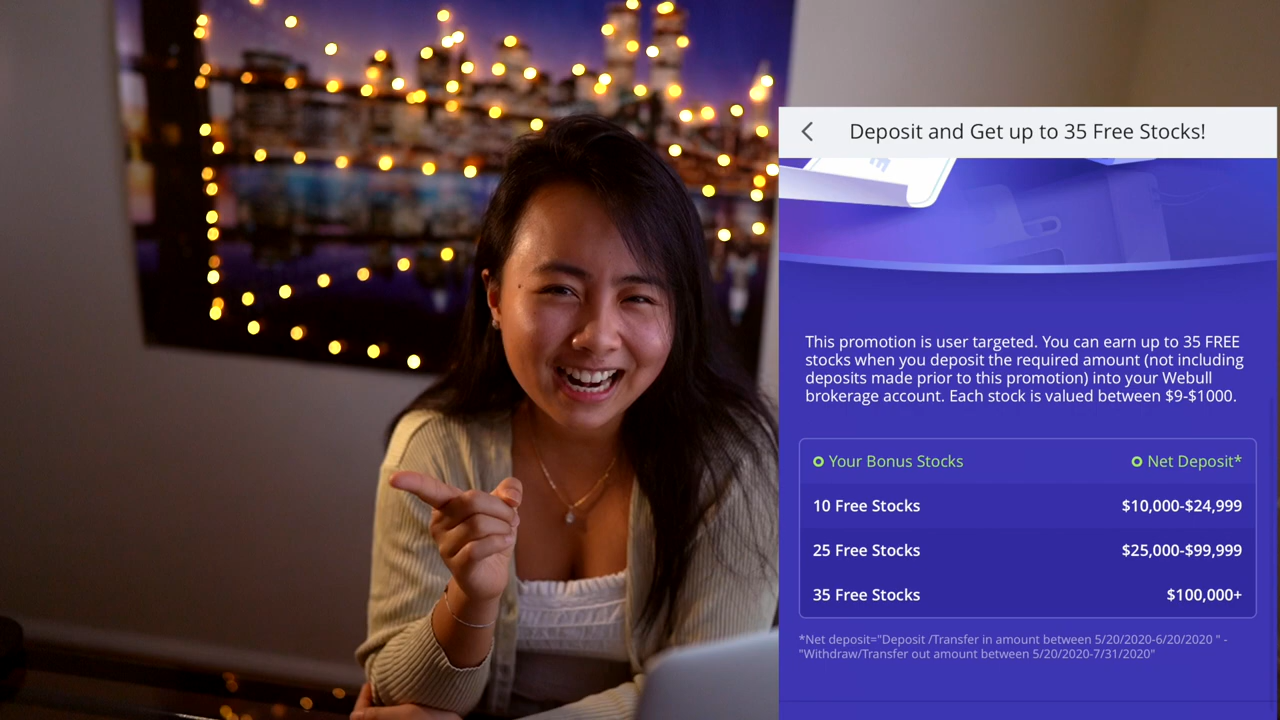 Deposit and Get up to 35 Free Stocks!
This promotion is user targeted. You can earn up to 35 FREE
stocks when you deposit the required amount (not including
deposits made prior to this promotion) into your Webull
brokerage account. Each stock is valued between $9-$1000.
Your Bonus Stocks Net Deposit*
10 Free Stocks $10,000-$24,999
25 Free Stocks $25,000-$99,999
35 Free Stocks $100,000+
*Net deposit="Deposit /Transfer in amount between 5/20/2020-6/20/2020 " -
"Withdraw/Transfer out amount between 5/20/2020-7/31/2020"